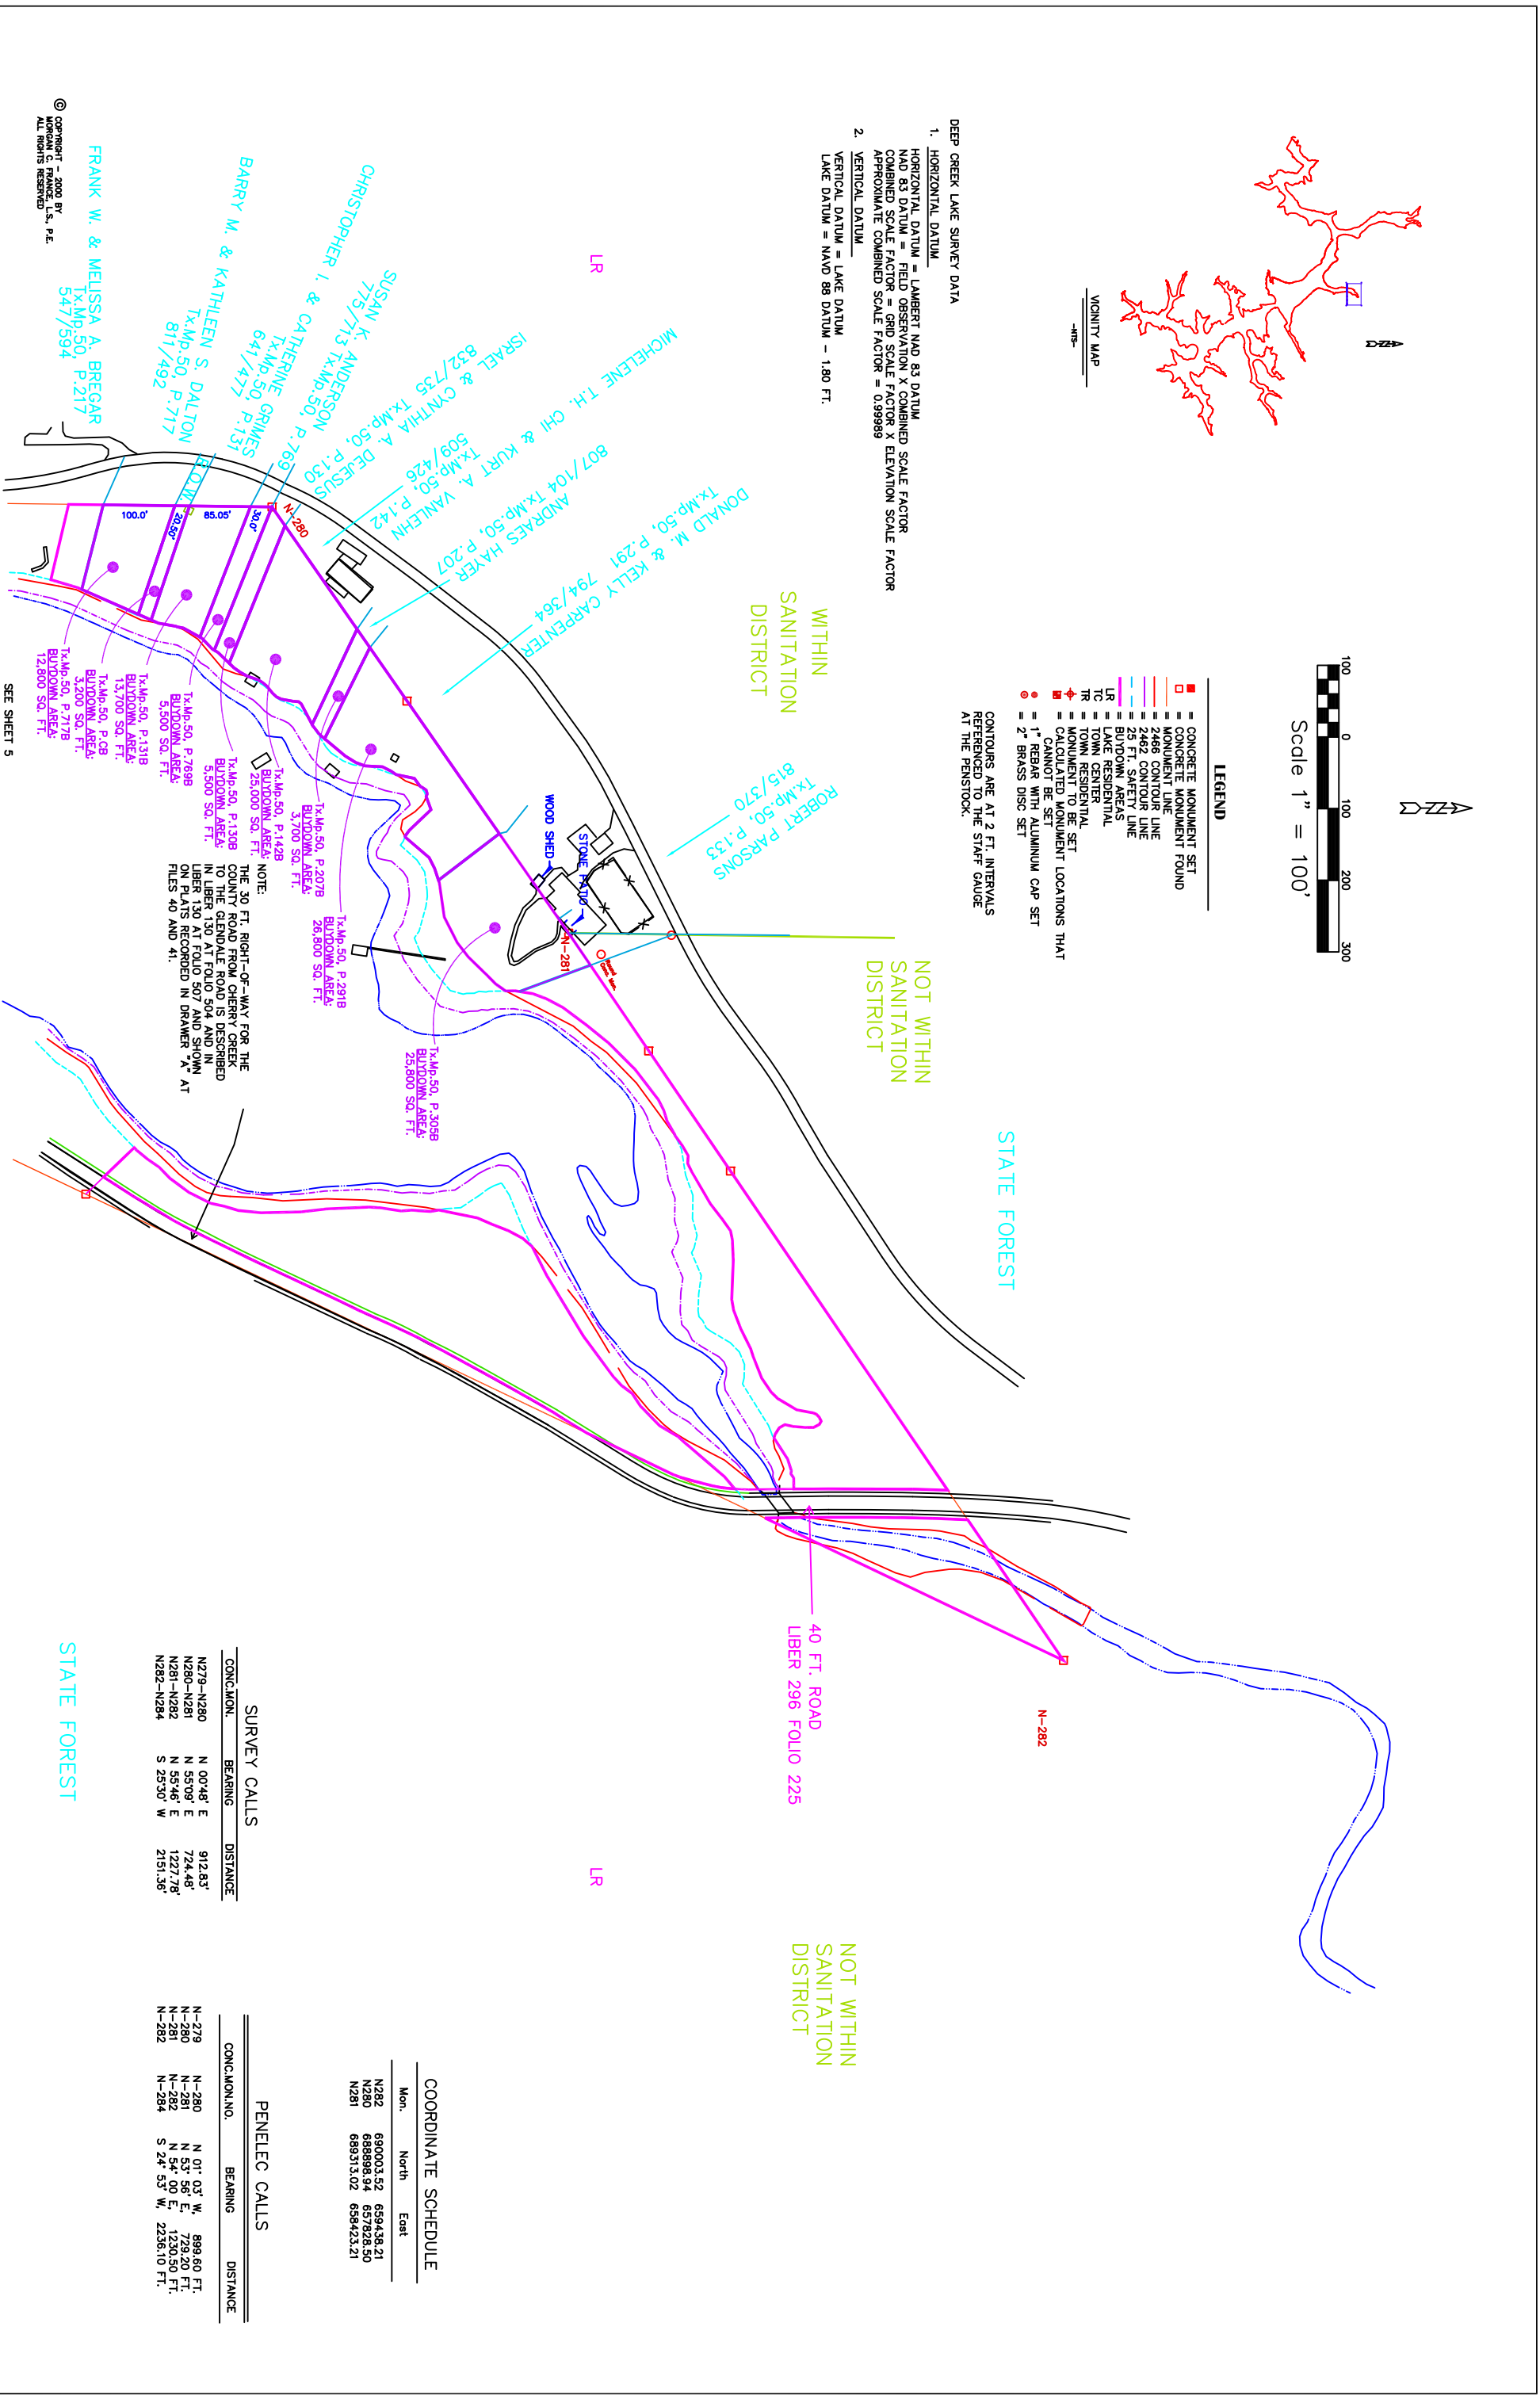 VICINITY MAP
-NTS-
DEEP CREEK LAKE SURVEY DATA
1. HORIZONTAL DATUM
HORIZONTAL DATUM = LAMBERT NAD 83 DATUM
NAD 83 DATUM = FIELD OBSERVATION X COMBINED SCALE FACTOR
COMBINED SCALE FACTOR = GRID SCALE FACTOR X ELEVATION SCALE FACTOR
APPROXIMATE COMBINED SCALE FACTOR = 0.99989
2. VERTICAL DATUM
VERTICAL DATUM = LAKE DATUM
LAKE DATUM = NAVD 88 DATUM - 1.80 FT.
100 0 100 200 300
Scale 1" = 100'
LEGEND
= CONCRETE MONUMENT SET
= CONCRETE MONUMENT FOUND
= MONUMENT LINE
= 2466 CONTOUR LINE
= 2462 CONTOUR LINE
= 25 FT. SAFETY LINE
= BUYDOWN AREAS
LR = LAKE RESIDENTIAL
TC = TOWN CENTER
TR = TOWN RESIDENTIAL
= MONUMENT TO BE SET
= CALCULATED MONUMENT LOCATIONS THAT
CANNOT BE SET
= 1" REBAR WITH ALUMINUM CAP SET
= 2" BRASS DISC SET
CONTOURS ARE AT 2 FT. INTERVALS
REFERENCED TO THE STAFF GAUGE
AT THE PENSTOCK.
LR
WITHIN
SANITATION
DISTRICT
NOT WITHIN
SANITATION
DISTRICT
STATE FOREST
ROBERT PARSONS
Tx.Mp.50, P.133
815/370
DONALD M. & KELLY CARPENTER
Tx.Mp.50, P.291 794/364
ANDRAES HAYER
807/104 Tx.Mp.50, P.207
MICHELENE T.H. CHI & KURT A. VANLEHN
Tx.Mp.50, P.142
509/426
ISRAEL & CYNTHIA A. DEJESUS
832/735 Tx.Mp.50, P.130
SUSAN K. ANDERSON
775/713 Tx.Mp.50, P.769
CHRISTOPHER I. & CATHERINE GRIMES
Tx.Mp.50, P.131
641/477
BARRY M. & KATHLEEN S. DALTON
Tx.Mp.50, P.717
811/492
R.O.W.
FRANK W. & MELISSA A. BREGAR
Tx.Mp.50, P.217
547/594
© COPYRIGHT - 2000 BY
MORGAN C. FRANCE, L.S., P.E.
ALL RIGHTS RESERVED
N-280
30.0'
85.05'
20.50'
100.0'
WOOD SHED
STONE PATIO
N-281
Tx.Mp.50, P.305B
BUYDOWN AREA:
25,800 SQ. FT.
Tx.Mp.50, P.291B
BUYDOWN AREA:
26,800 SQ. FT.
Tx.Mp.50, P.207B
BUYDOWN AREA:
3,700 SQ. FT.
Tx.Mp.50, P.142B
BUYDOWN AREA:
25,000 SQ. FT.
Tx.Mp.50, P.130B
BUYDOWN AREA:
5,500 SQ. FT.
Tx.Mp.50, P.769B
BUYDOWN AREA:
5,500 SQ. FT.
Tx.Mp.50, P.131B
BUYDOWN AREA:
13,700 SQ. FT.
Tx.Mp.50, P.CB
BUYDOWN AREA:
3,200 SQ. FT.
Tx.Mp.50, P.717B
BUYDOWN AREA:
12,800 SQ. FT.
SEE SHEET 5
NOTE:
THE 30 FT. RIGHT-OF-WAY FOR THE
COUNTY ROAD FROM CHERRY CREEK
TO THE GLENDALE ROAD IS DESCRIBED
IN LIBER 130 AT FOLIO 504 AND IN
LIBER 130 AT FOLIO 507 AND SHOWN
ON PLATS RECORDED IN DRAWER "A" AT
FILES 40 AND 41.
40 FT. ROAD
LIBER 296 FOLIO 225
N-282
LR
NOT WITHIN
SANITATION
DISTRICT
STATE FOREST
SURVEY CALLS
CONC.MON. BEARING DISTANCE
N279-N280 N 00°48' E 912.83'
N280-N281 N 55°09' E 724.48'
N281-N282 N 55°46' E 1227.78'
N282-N284 S 25°30' W 2151.36'
COORDINATE SCHEDULE
Mon. North East
N282 690003.52 659438.21
N280 688898.94 657828.50
N281 689313.02 658423.21
PENELEC CALLS
CONC.MON.NO. BEARING DISTANCE
N-279 N-280 N 01° 03' W, 899.60 FT.
N-280 N-281 N 53° 56' E, 729.20 FT.
N-281 N-282 N 54° 00 E, 1230.50 FT.
N-282 N-284 S 24° 53' W, 2236.10 FT.